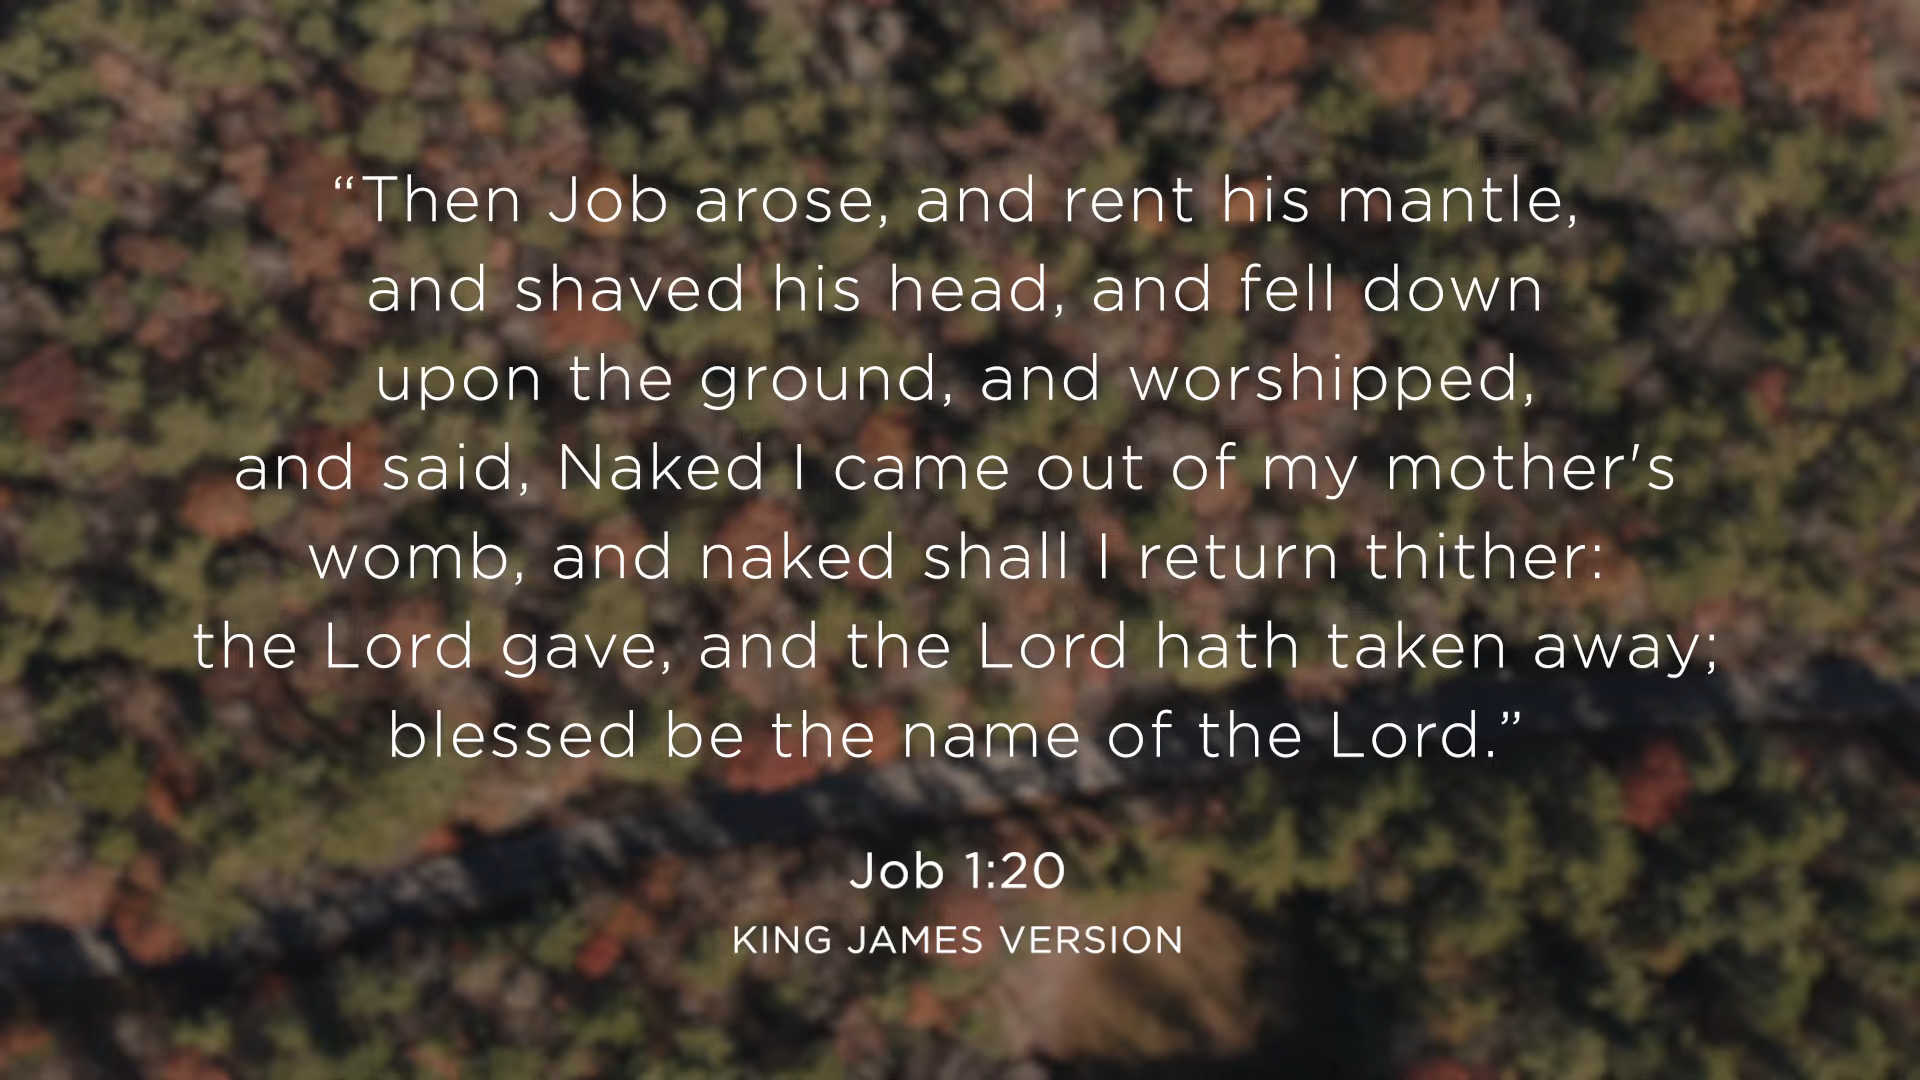 “Then Job arose, and rent his mantle,
and shaved his head, and fell down
upon the ground, and worshipped,
and said, Naked I came out of my mother's
womb, and naked shall I return thither:
the Lord gave, and the Lord hath taken away;
blessed be the name of the Lord.”
Job 1:20
KING JAMES VERSION